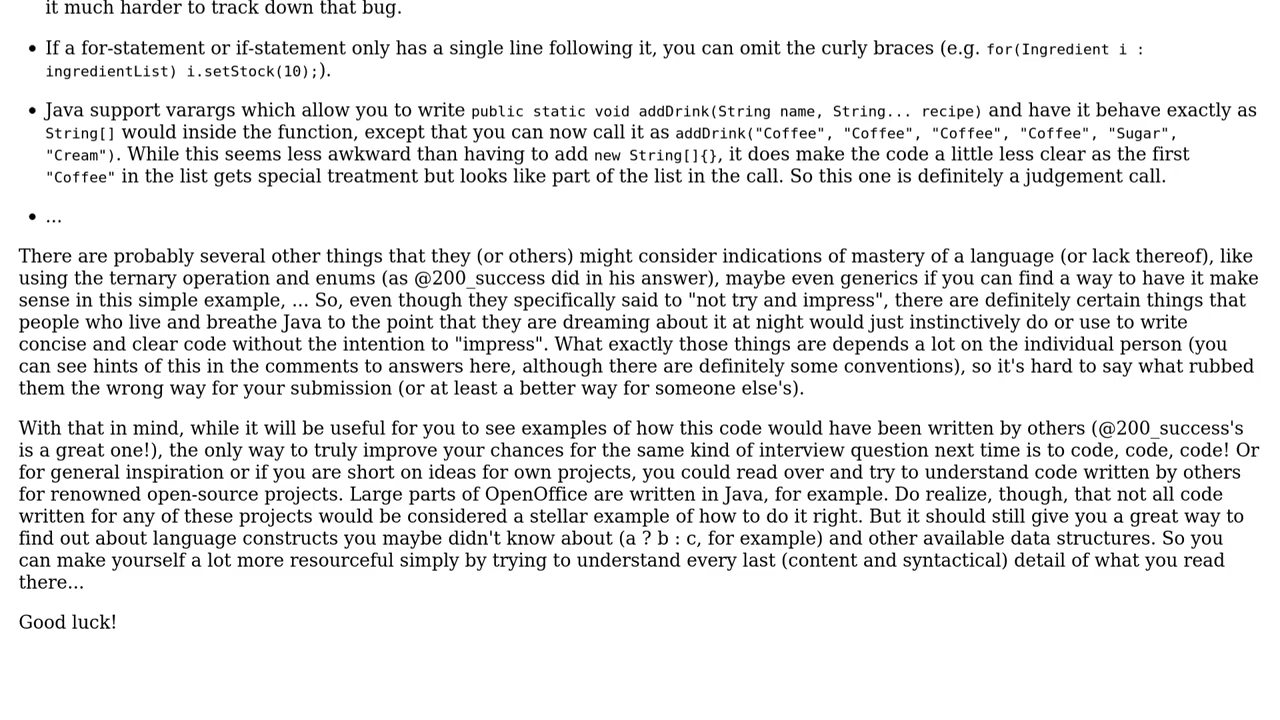 it much harder to track down that bug.
• If a for-statement or if-statement only has a single line following it, you can omit the curly braces (e.g. for(Ingredient i :
ingredientList) i.setStock(10);).
• Java support varargs which allow you to write public static void addDrink(String name, String... recipe) and have it behave exactly as
String[] would inside the function, except that you can now call it as addDrink("Coffee", "Coffee", "Coffee", "Coffee", "Sugar",
"Cream"). While this seems less awkward than having to add new String[]{}, it does make the code a little less clear as the first
"Coffee" in the list gets special treatment but looks like part of the list in the call. So this one is definitely a judgement call.
• ...
There are probably several other things that they (or others) might consider indications of mastery of a language (or lack thereof), like
using the ternary operation and enums (as @200_success did in his answer), maybe even generics if you can find a way to have it make
sense in this simple example, ... So, even though they specifically said to "not try and impress", there are definitely certain things that
people who live and breathe Java to the point that they are dreaming about it at night would just instinctively do or use to write
concise and clear code without the intention to "impress". What exactly those things are depends a lot on the individual person (you
can see hints of this in the comments to answers here, although there are definitely some conventions), so it's hard to say what rubbed
them the wrong way for your submission (or at least a better way for someone else's).
With that in mind, while it will be useful for you to see examples of how this code would have been written by others (@200_success's
is a great one!), the only way to truly improve your chances for the same kind of interview question next time is to code, code, code! Or
for general inspiration or if you are short on ideas for own projects, you could read over and try to understand code written by others
for renowned open-source projects. Large parts of OpenOffice are written in Java, for example. Do realize, though, that not all code
written for any of these projects would be considered a stellar example of how to do it right. But it should still give you a great way to
find out about language constructs you maybe didn't know about (a ? b : c, for example) and other available data structures. So you
can make yourself a lot more resourceful simply by trying to understand every last (content and syntactical) detail of what you read
there...
Good luck!